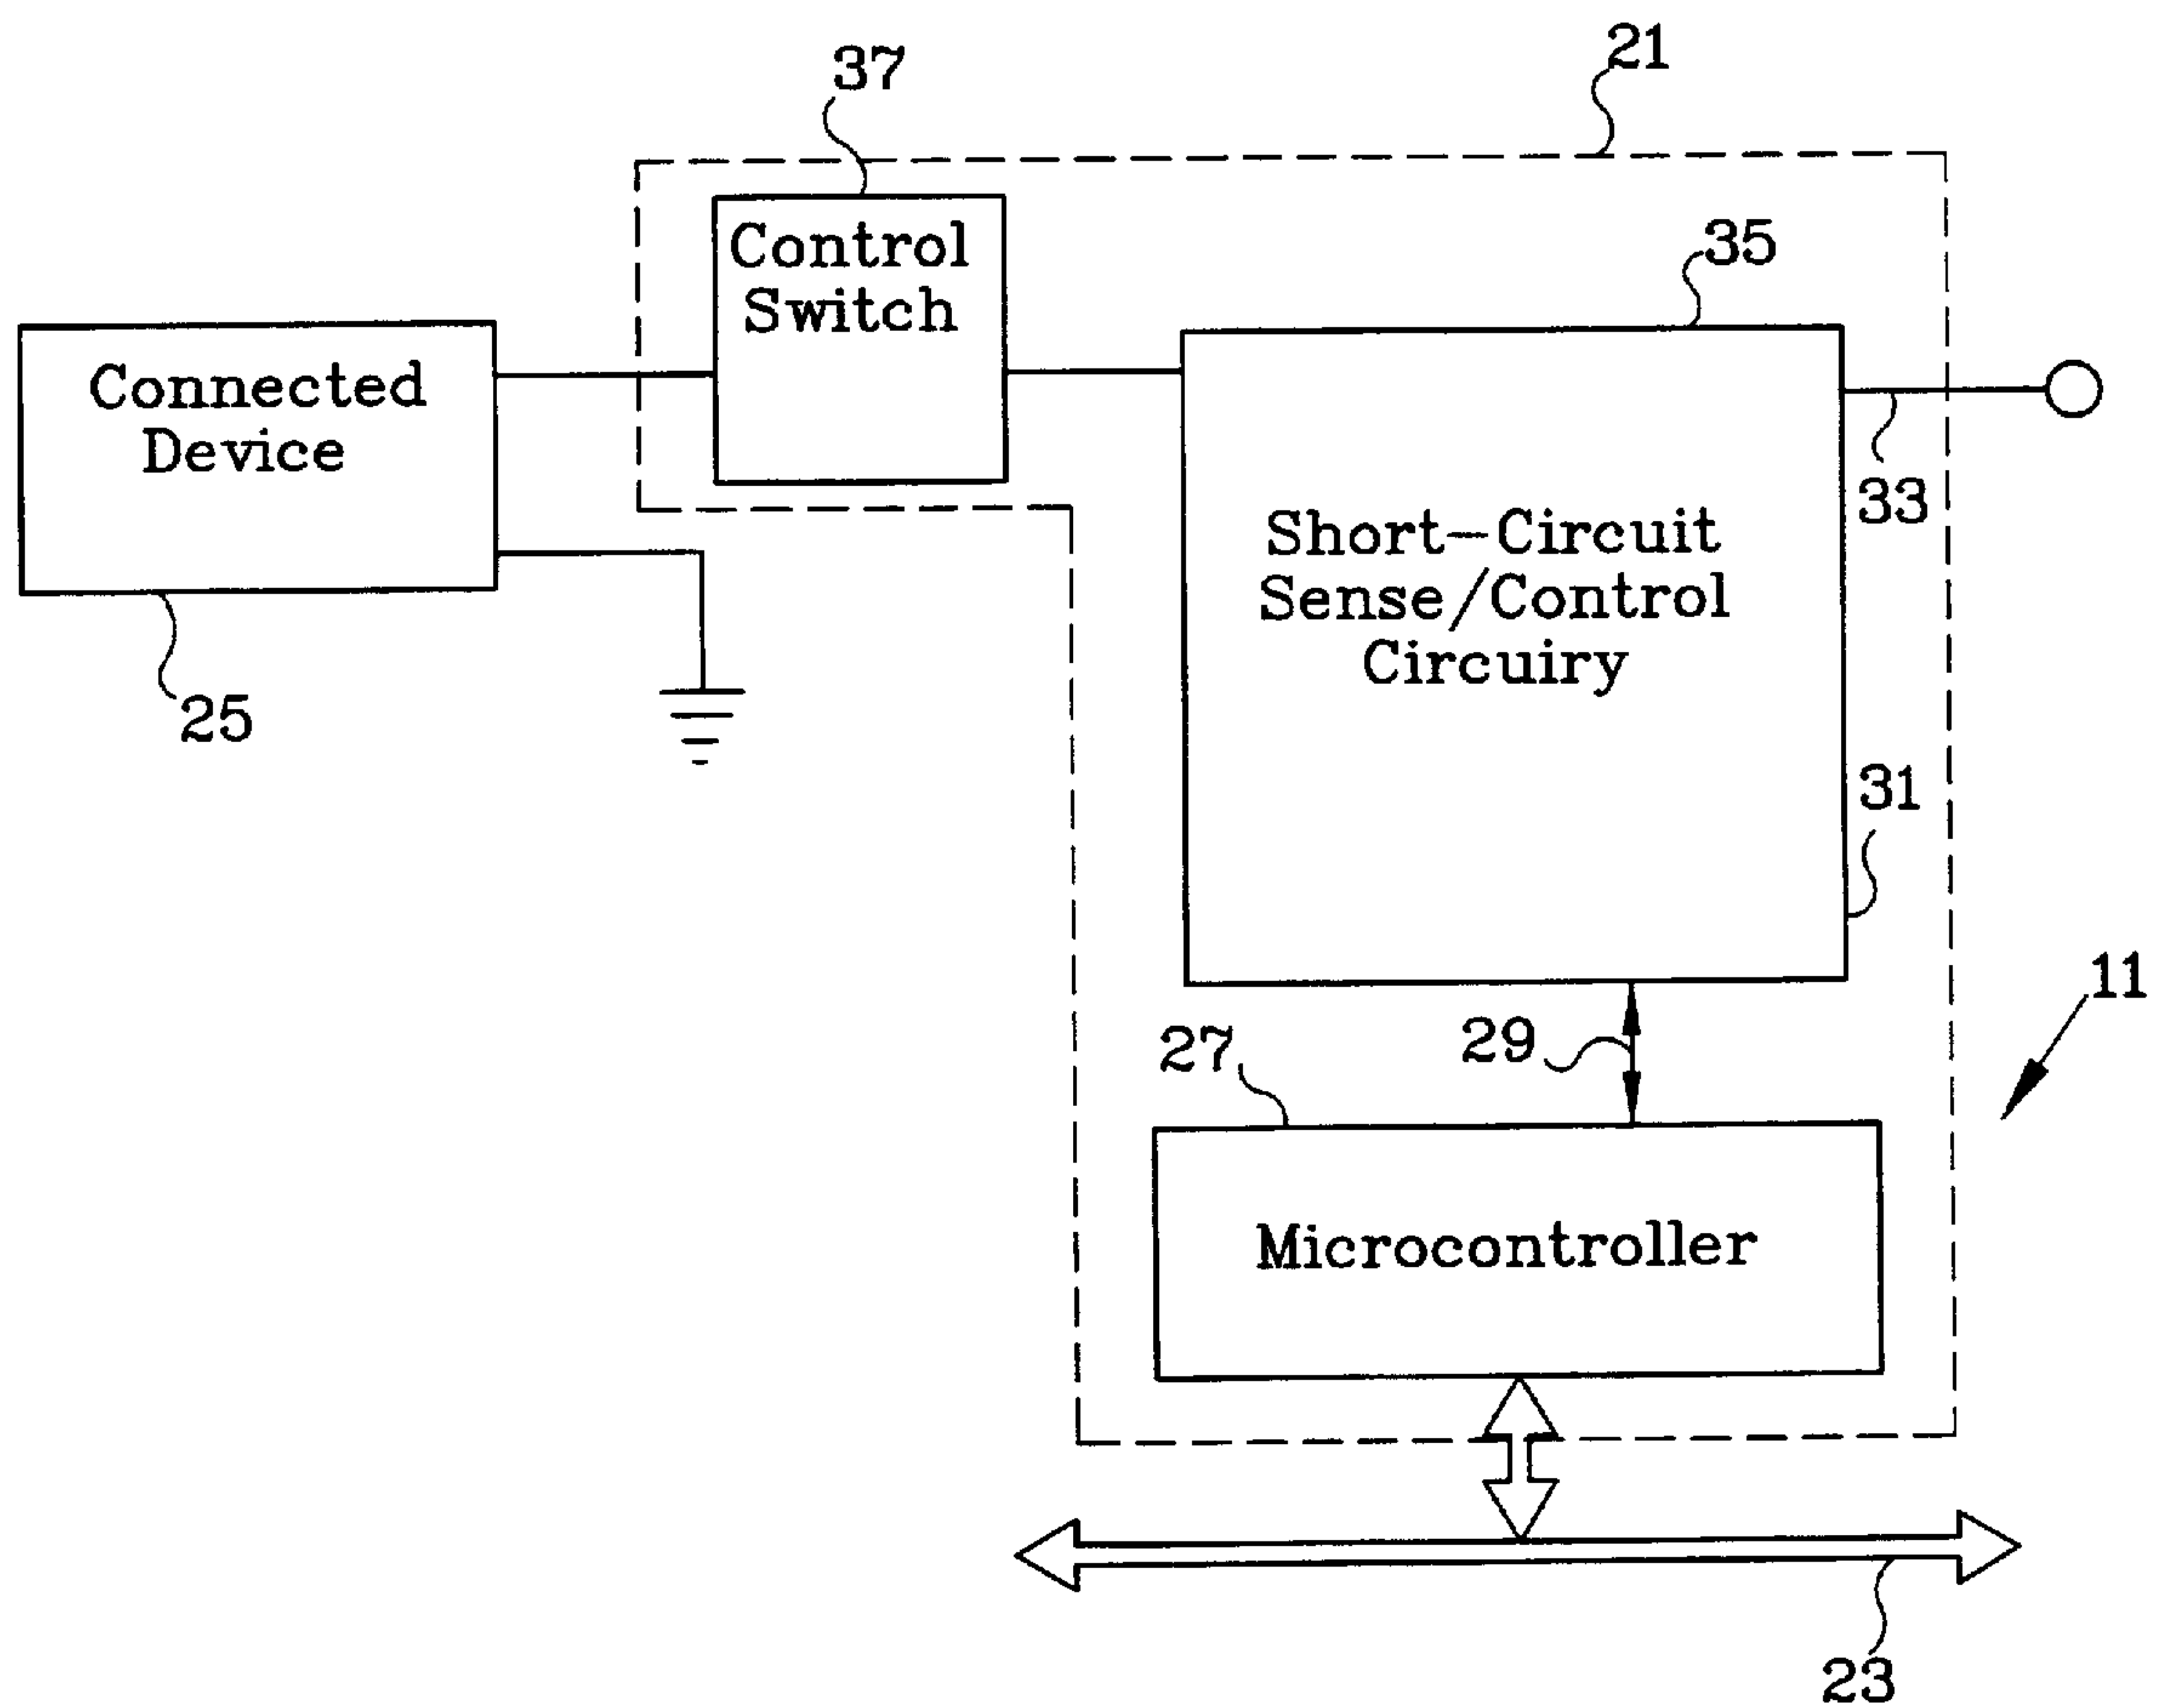 21
37
Control
Switch
35
Connected
Device
33
Short-Circuit
Sense/Control
Circuiry
25
31
11
29
27
Microcontroller
23